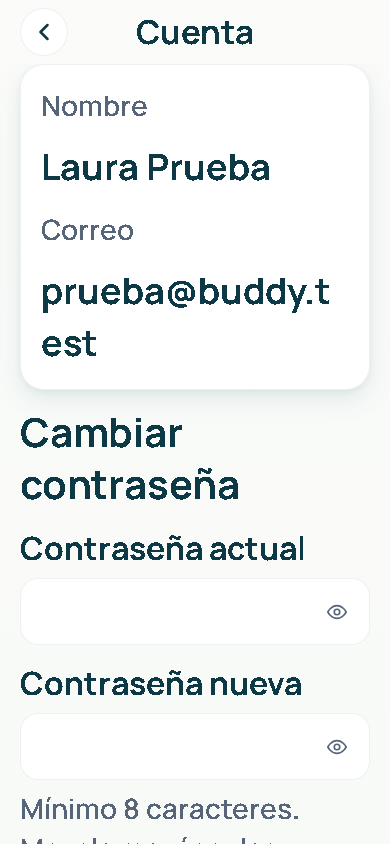 Cuenta
Nombre
Laura Prueba
Correo
prueba@buddy.t
est
Cambiar
contraseña
Contraseña actual
Contraseña nueva
Mínimo 8 caracteres.